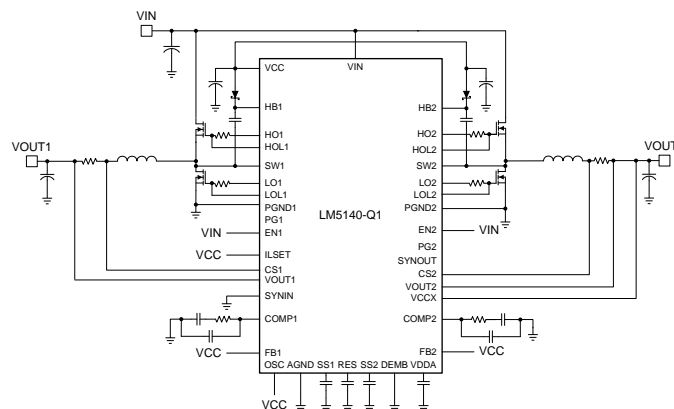 VIN
VCC
VIN
HB1
HB2
HO1
HO2
HOL1
HOL2
VOUT1
VOUT
SW1
SW2
LO1
LO2
LOL1
LOL2
PGND1
PGND2
LM5140-Q1
PG1
VIN
EN1
EN2
VIN
PG2
VCC
ILSET
SYNOUT
CS1
CS2
VOUT1
VOUT2
SYNIN
VCCX
COMP1
COMP2
VCC
FB1
FB2
VCC
OSC AGND SS1 RES SS2 DEMB VDDA
VCC